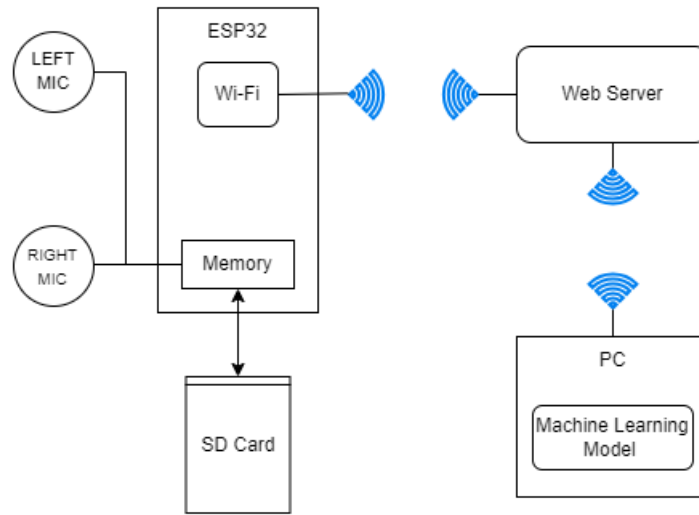 ESP32
LEFT
MIC
Wi-Fi
Web Server
RIGHT
MIC
Memory
PC
SD Card
Machine Learning
Model